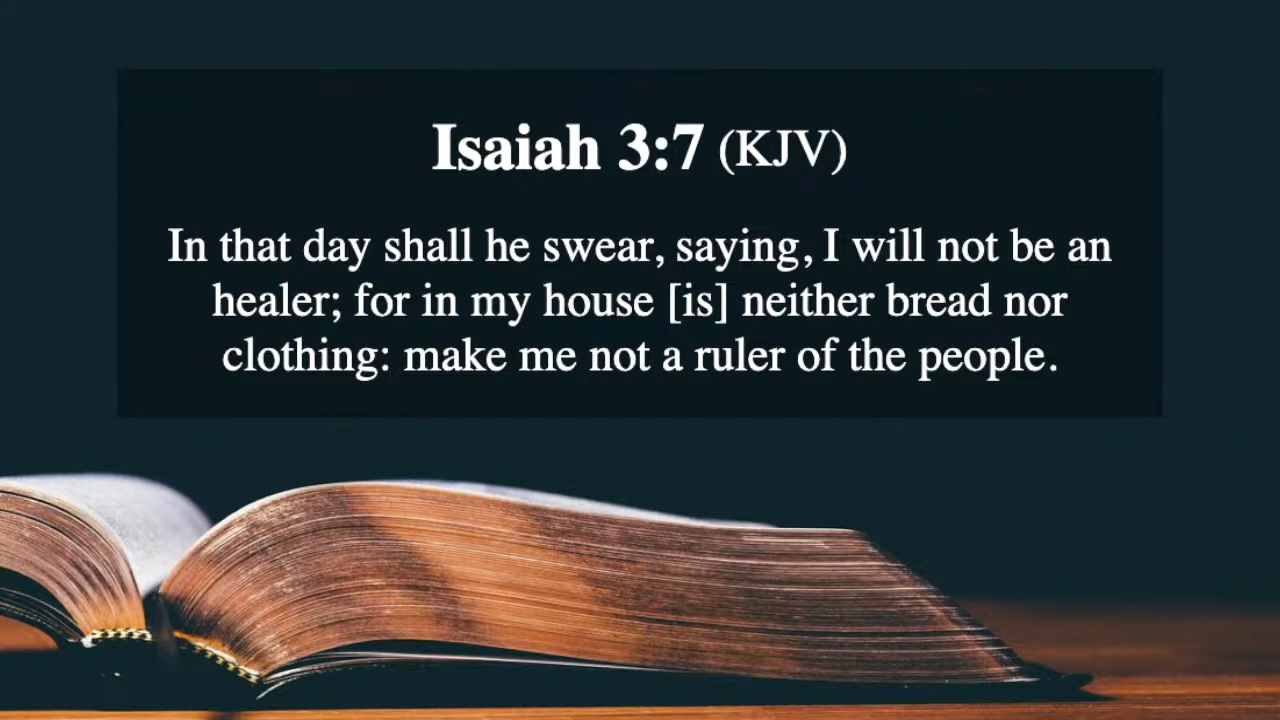 Isaiah 3:7 (KJV)
In that day shall he swear, saying, I will not be an
healer; for in my house [is] neither bread nor
clothing: make me not a ruler of the people.